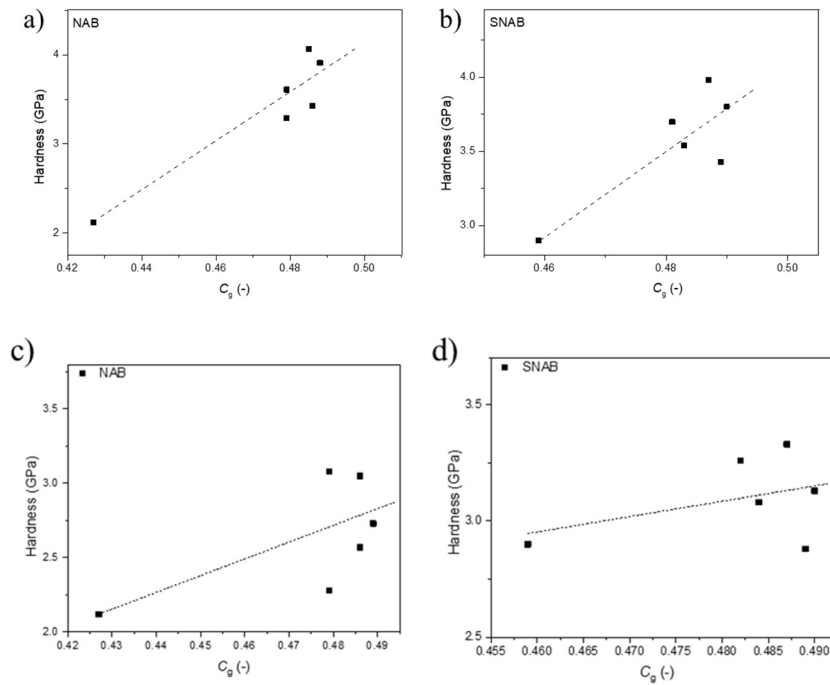 a)
NAB
Hardness (GPa)
4
3
2
0.42 0.44 0.46 0.48 0.50
Cg (-)
b)
SNAB
Hardness (GPa)
4.0
3.5
3.0
0.46 0.48 0.50
Cg (-)
c)
NAB
Hardness (GPa)
3.5
3.0
2.5
2.0
0.42 0.43 0.44 0.45 0.46 0.47 0.48 0.49
Cg (-)
d)
SNAB
Hardness (GPa)
3.5
3.0
2.5
0.455 0.460 0.465 0.470 0.475 0.480 0.485 0.490
Cg (-)